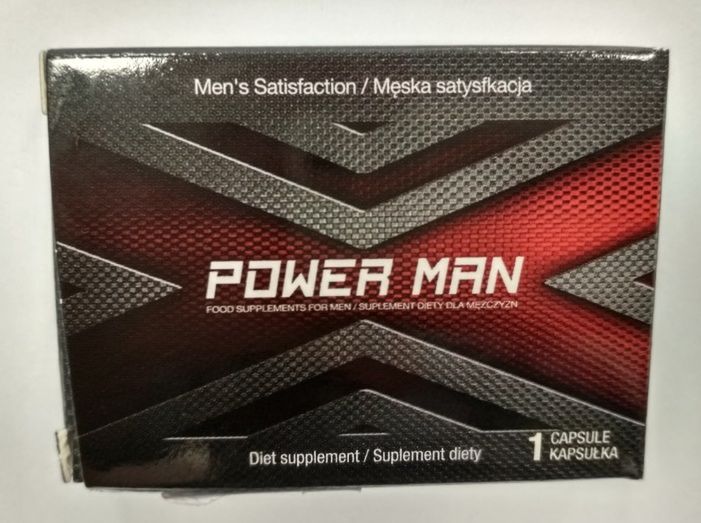 Men's Satisfaction / Męska satysfkacja
POWER MAN
FOOD SUPPLEMENTS FOR MEN / SUPLEMENT DIETY DLA MĘŻCZYZN
Diet supplement / Suplement diety
1 CAPSULE
KAPSUŁKA